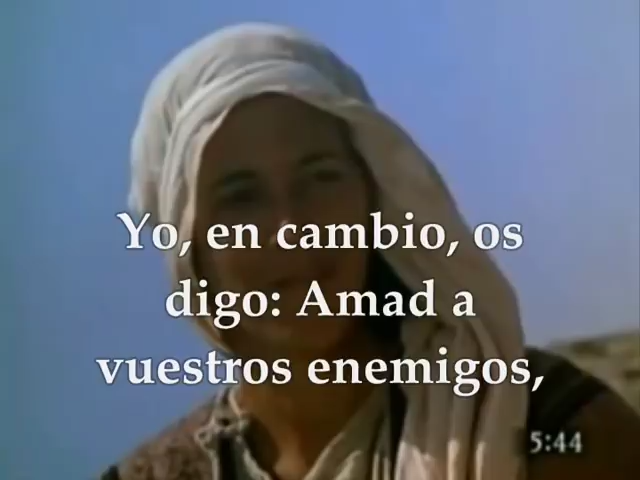 Yo, en cambio, os
digo: Amad a
vuestros enemigos,
5:44